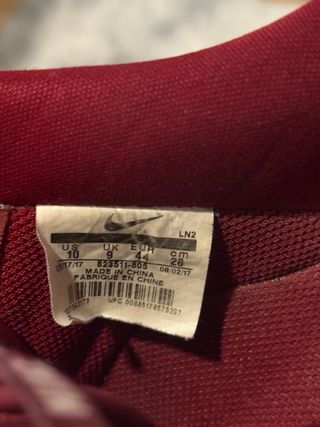 LN2
US UK EUR cm
10 9 44 28
823511-605 08/02/17
MADE IN CHINA
FABRIQUE EN CHINE